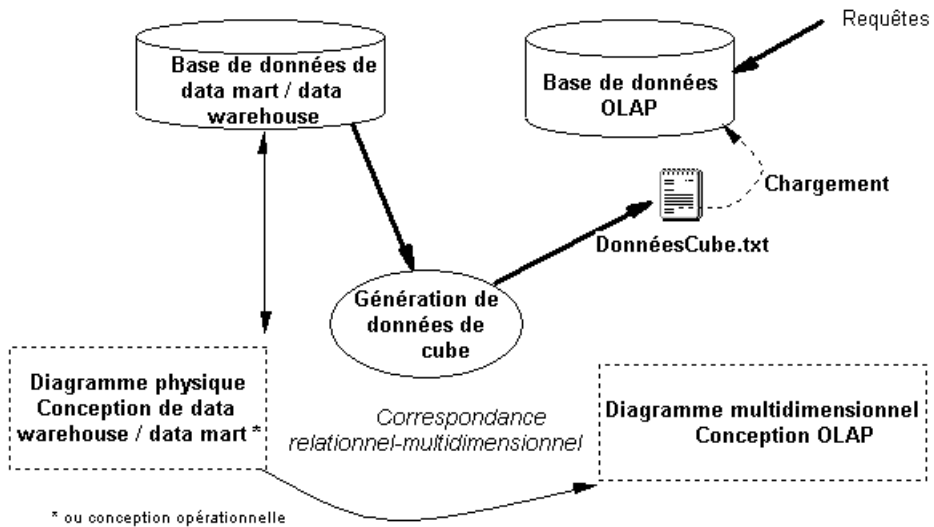 Requêtes
Base de données de
data mart / data
warehouse
Base de données
OLAP
Chargement
DonnéesCube.txt
Génération de
données de
cube
Diagramme physique
Conception de data
warehouse / data mart *
Correspondance
relationnel-multidimensionnel
Diagramme multidimensionnel
Conception OLAP
* ou conception opérationnelle